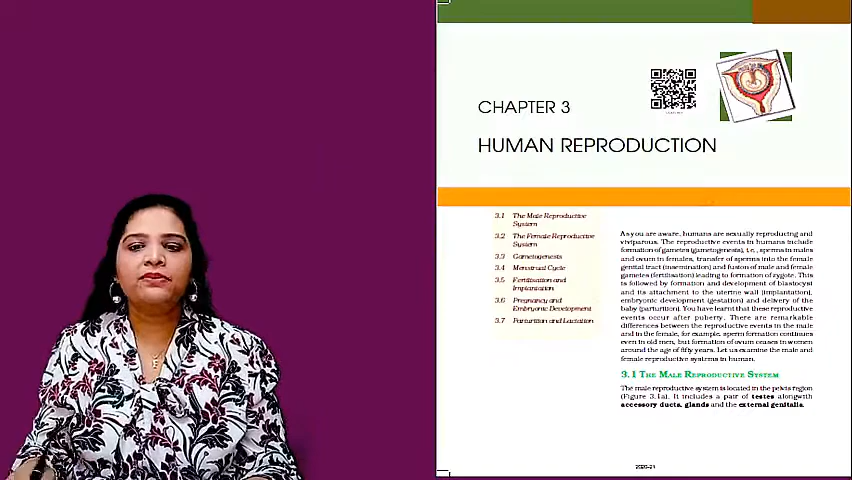 CHAPTER 3
HUMAN REPRODUCTION
3.1 The Male Reproductive
System
3.2 The Female Reproductive
System
3.3 Gametogenesis
3.4 Menstrual Cycle
3.5 Fertilisation and
Implantation
3.6 Pregnancy and
Embryonic Development
3.7 Parturition and Lactation
As you are aware, humans are sexually reproducing and
viviparous. The reproductive events in humans include
formation of gametes (gametogenesis), i.e., sperms in males
and ovum in females, transfer of sperms into the female
genital tract (insemination) and fusion of male and female
gametes (fertilisation) leading to formation of zygote. This
is followed by formation and development of blastocyst
and its attachment to the uterine wall (implantation),
embryonic development (gestation) and delivery of the
baby (parturition). You have learnt that these reproductive
events occur after puberty. There are remarkable
differences between the reproductive events in the male
and in the female, for example, sperm formation continues
even in old men, but formation of ovum ceases in women
around the age of fifty years. Let us examine the male and
female reproductive systems in human.
3.1 THE MALE REPRODUCTIVE SYSTEM
The male reproductive system is located in the pelvis region
(Figure 3.1a). It includes a pair of testes alongwith
accessory ducts, glands and the external genitalia.
2020-21